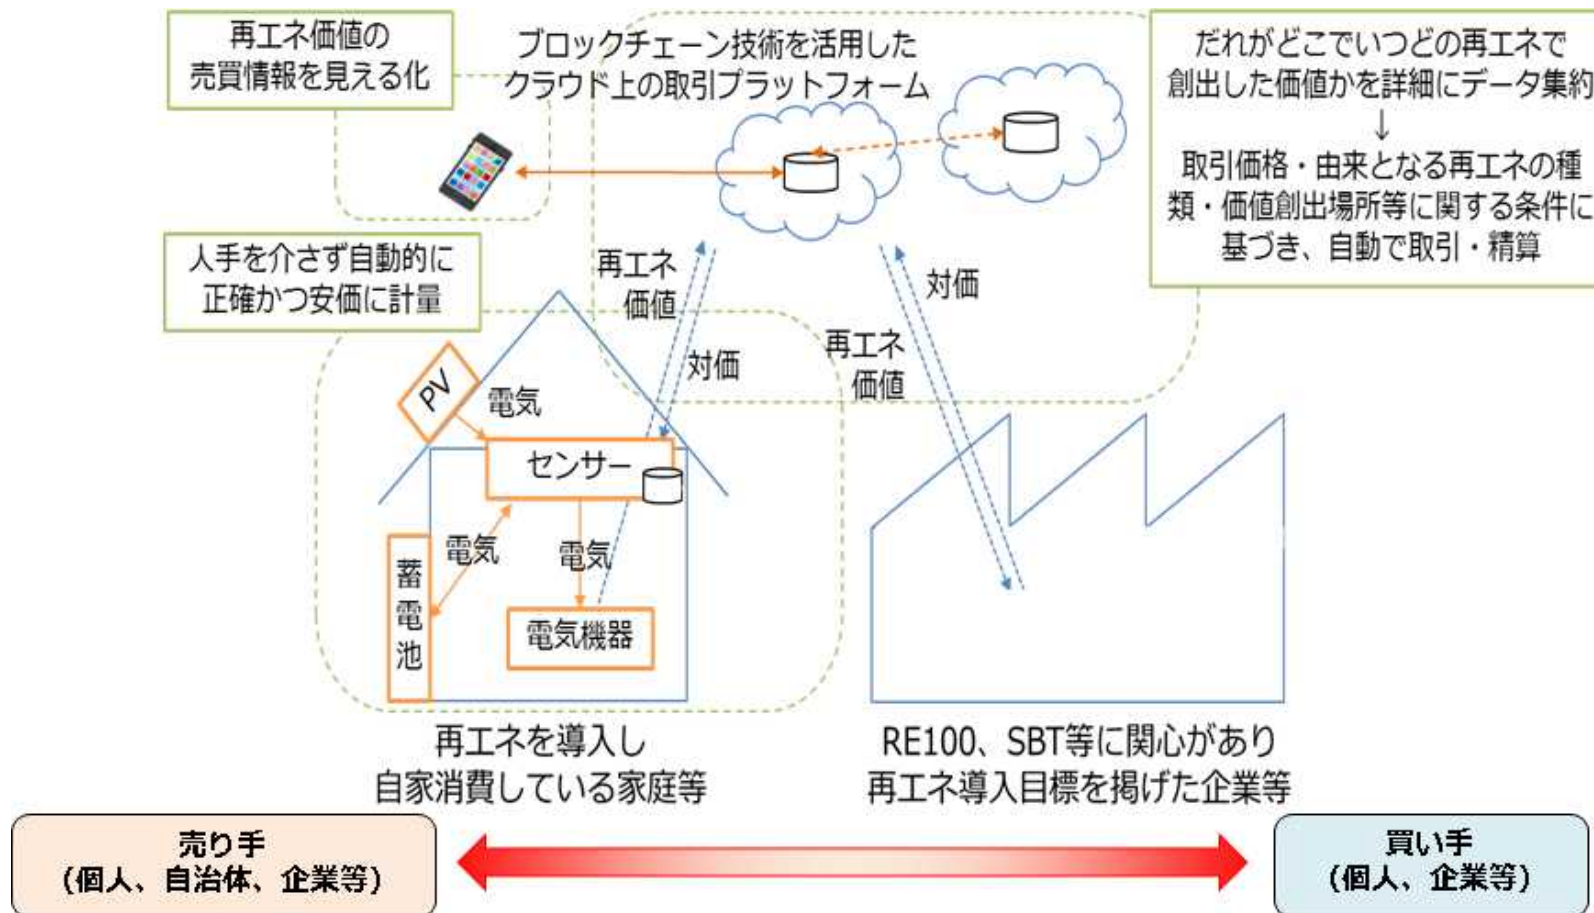 再エネ価値の
売買情報を見える化
ブロックチェーン技術を活用した
クラウド上の取引プラットフォーム
だれがどこでいつどの再エネで
創出した価値かを詳細にデータ集約
↓
取引価格・由来となる再エネの種
類・価値創出場所等に関する条件に
基づき、自動で取引・精算
人手を介さず自動的に
正確かつ安価に計量
再エネ
価値
対価
対価
再エネ
価値
PV
電気
センサー
電気
電気
蓄電池
電気機器
再エネを導入し
自家消費している家庭等
RE100、SBT等に関心があり
再エネ導入目標を掲げた企業等
売り手
（個人、自治体、企業等）
買い手
（個人、企業等）